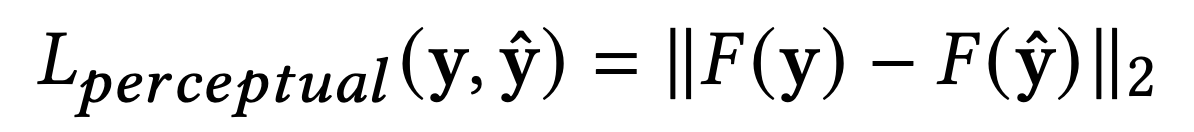 L_{perceptual}(y, ŷ) = ‖F(y) − F(ŷ)‖₂